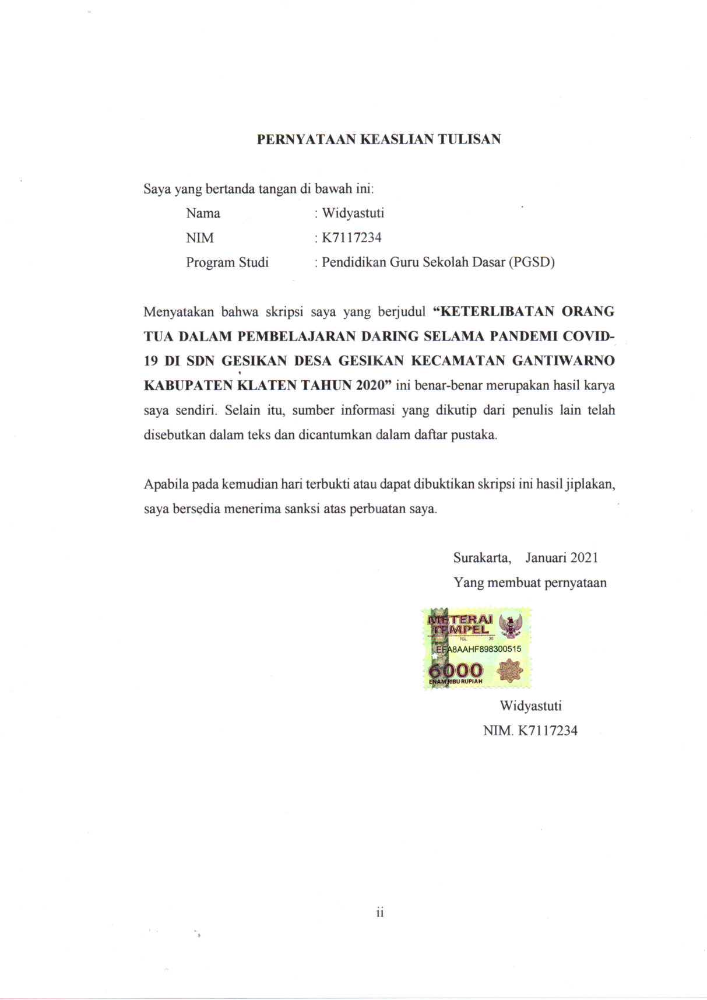 PERNYATAAN KEASLIAN TULISAN
Saya yang bertanda tangan di bawah ini:
Nama : Widyastuti
NIM : K7117234
Program Studi : Pendidikan Guru Sekolah Dasar (PGSD)
Menyatakan bahwa skripsi saya yang berjudul “KETERLIBATAN ORANG
TUA DALAM PEMBELAJARAN DARING SELAMA PANDEMI COVID-
19 DI SDN GESIKAN DESA GESIKAN KECAMATAN GANTIWARNO
KABUPATEN KLATEN TAHUN 2020” ini benar-benar merupakan hasil karya
saya sendiri. Selain itu, sumber informasi yang dikutip dari penulis lain telah
disebutkan dalam teks dan dicantumkan dalam daftar pustaka.
Apabila pada kemudian hari terbukti atau dapat dibuktikan skripsi ini hasil jiplakan,
saya bersedia menerima sanksi atas perbuatan saya.
Surakarta, Januari 2021
Yang membuat pernyataan
METERAI
TEMPEL
TGL. 20
EFA8AAHF898300515
6000
ENAM RIBU RUPIAH
Widyastuti
NIM. K7117234
ii